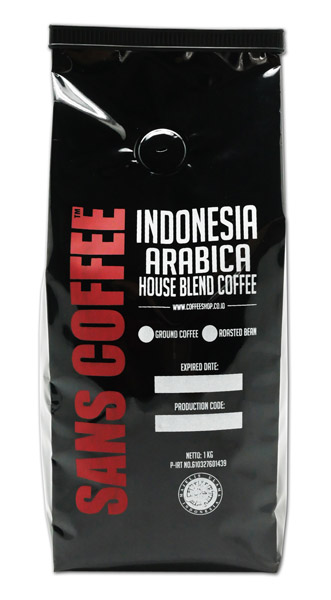 SANS COFFEE™
INDONESIA
ARABICA
HOUSE BLEND COFFEE
WWW.COFFEESHOP.CO.ID
GROUND COFFEE ROASTED BEAN
EXPIRED DATE:
PRODUCTION CODE:
NETTO: 1 KG
P-IRT NO.610327601439